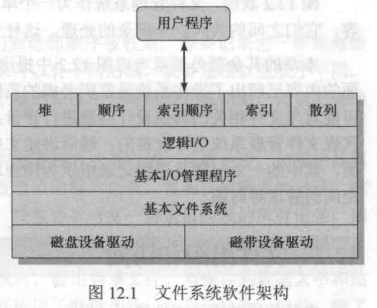 用户程序
堆 顺序 索引顺序 索引 散列
逻辑I/O
基本I/O管理程序
基本文件系统
磁盘设备驱动 磁带设备驱动
图 12.1 文件系统软件架构